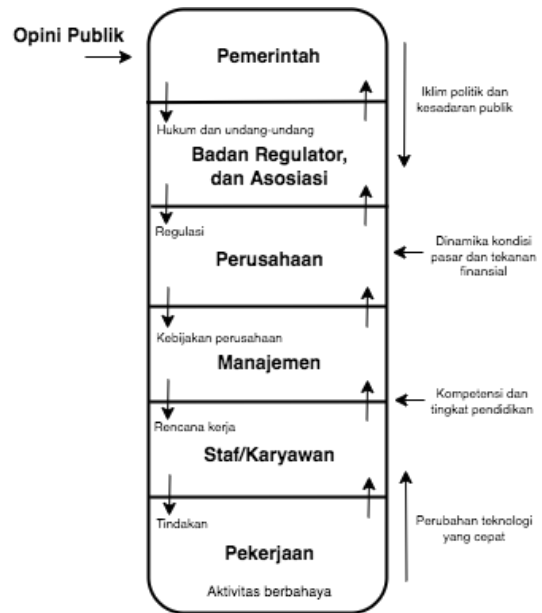 Opini Publik
Pemerintah
Iklim politik dan
kesadaran publik
Hukum dan undang-undang
Badan Regulator,
dan Asosiasi
Regulasi
Perusahaan
Dinamika kondisi
pasar dan tekanan
finansial
Kebijakan perusahaan
Manajemen
Kompetensi dan
tingkat pendidikan
Rencana kerja
Staf/Karyawan
Tindakan
Perubahan teknologi
yang cepat
Pekerjaan
Aktivitas berbahaya